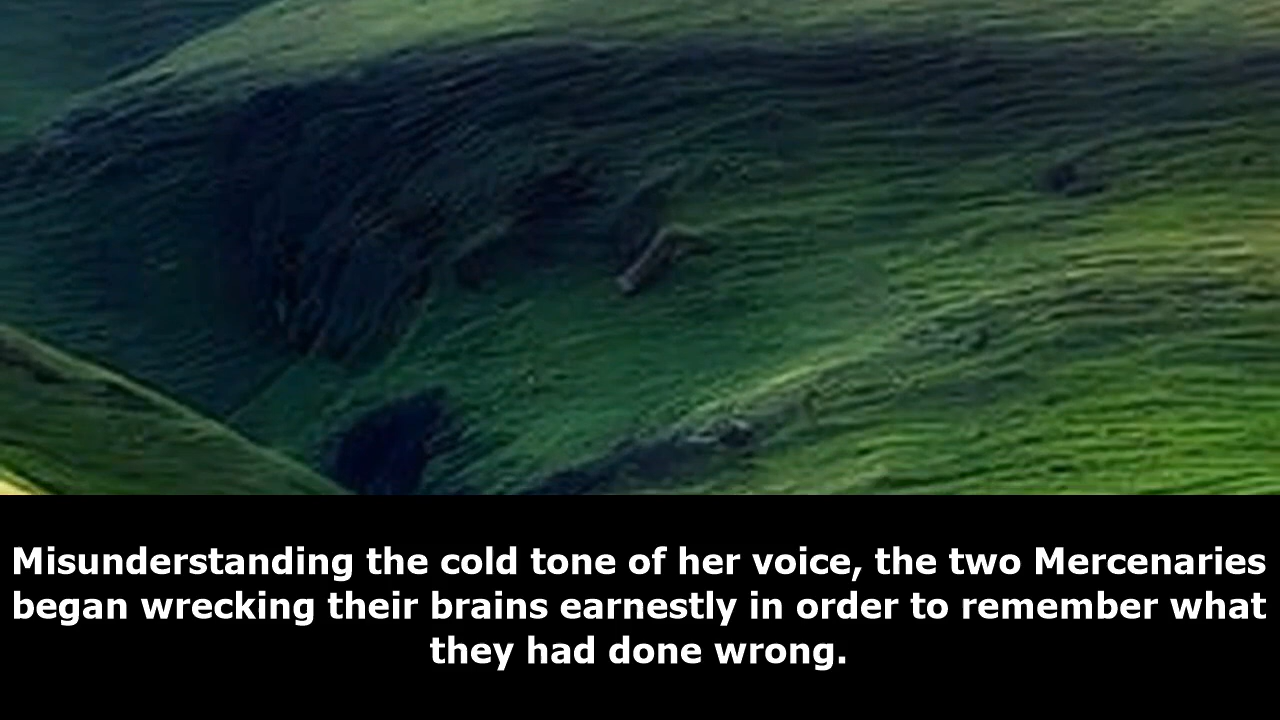 Misunderstanding the cold tone of her voice, the two Mercenaries
began wrecking their brains earnestly in order to remember what
they had done wrong.